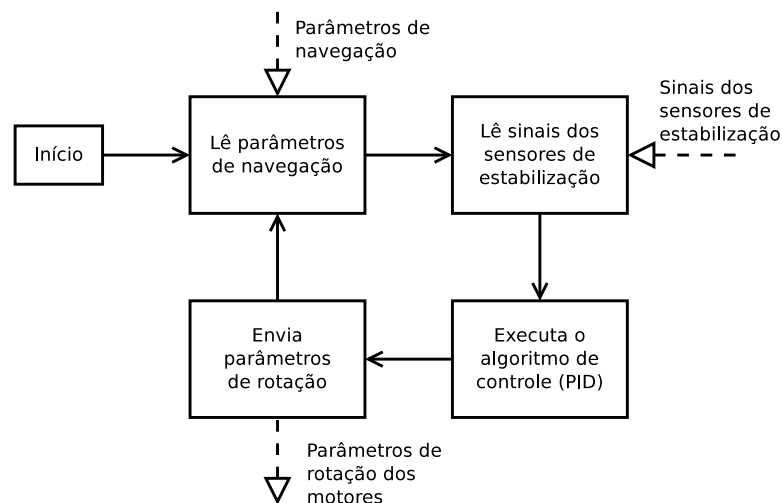 Parâmetros de
navegação
Início
Lê parâmetros
de navegação
Lê sinais dos
sensores de
estabilização
Sinais dos
sensores de
estabilização
Envia
parâmetros
de rotação
Executa o
algoritmo de
controle (PID)
Parâmetros de
rotação dos
motores